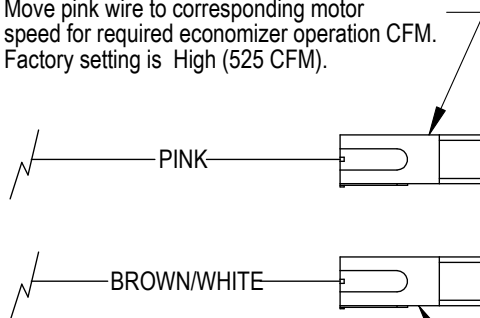 Move pink wire to corresponding motor
speed for required economizer operation CFM.
Factory setting is High (525 CFM).
PINK
BROWN/WHITE